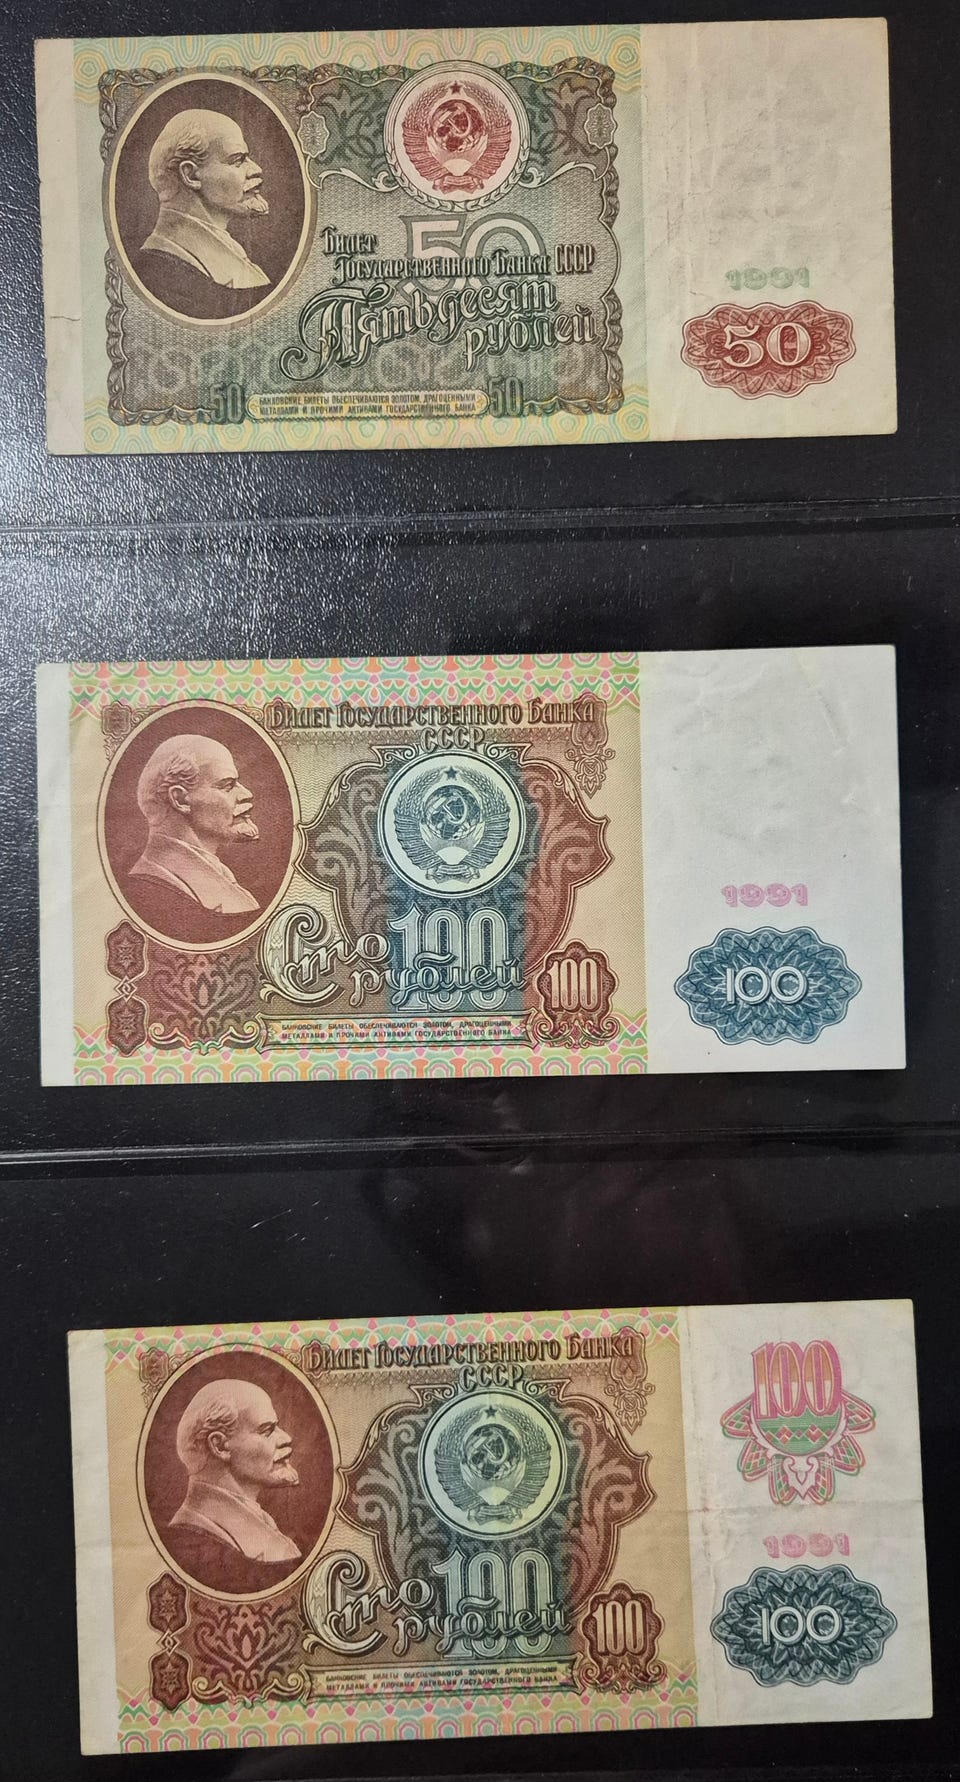 Билет
Государственного Банка СССР
50
Пятьдесят
рублей
1991
50
50
БАНКОВСКИЕ БИЛЕТЫ ОБЕСПЕЧИВАЮТСЯ ЗОЛОТОМ, ДРАГОЦЕННЫМИ
МЕТАЛЛАМИ И ПРОЧИМИ АКТИВАМИ ГОСУДАРСТВЕННОГО БАНКА
50
Билет Государственного Банка
СССР
1991
Сто 100
рублей
100
100
БАНКОВСКИЕ БИЛЕТЫ ОБЕСПЕЧИВАЮТСЯ ЗОЛОТОМ, ДРАГОЦЕННЫМИ
МЕТАЛЛАМИ И ПРОЧИМИ АКТИВАМИ ГОСУДАРСТВЕННОГО БАНКА
Билет Государственного Банка
СССР
100
1991
Сто 100
рублей
100
100
БАНКОВСКИЕ БИЛЕТЫ ОБЕСПЕЧИВАЮТСЯ ЗОЛОТОМ, ДРАГОЦЕННЫМИ
МЕТАЛЛАМИ И ПРОЧИМИ АКТИВАМИ ГОСУДАРСТВЕННОГО БАНКА